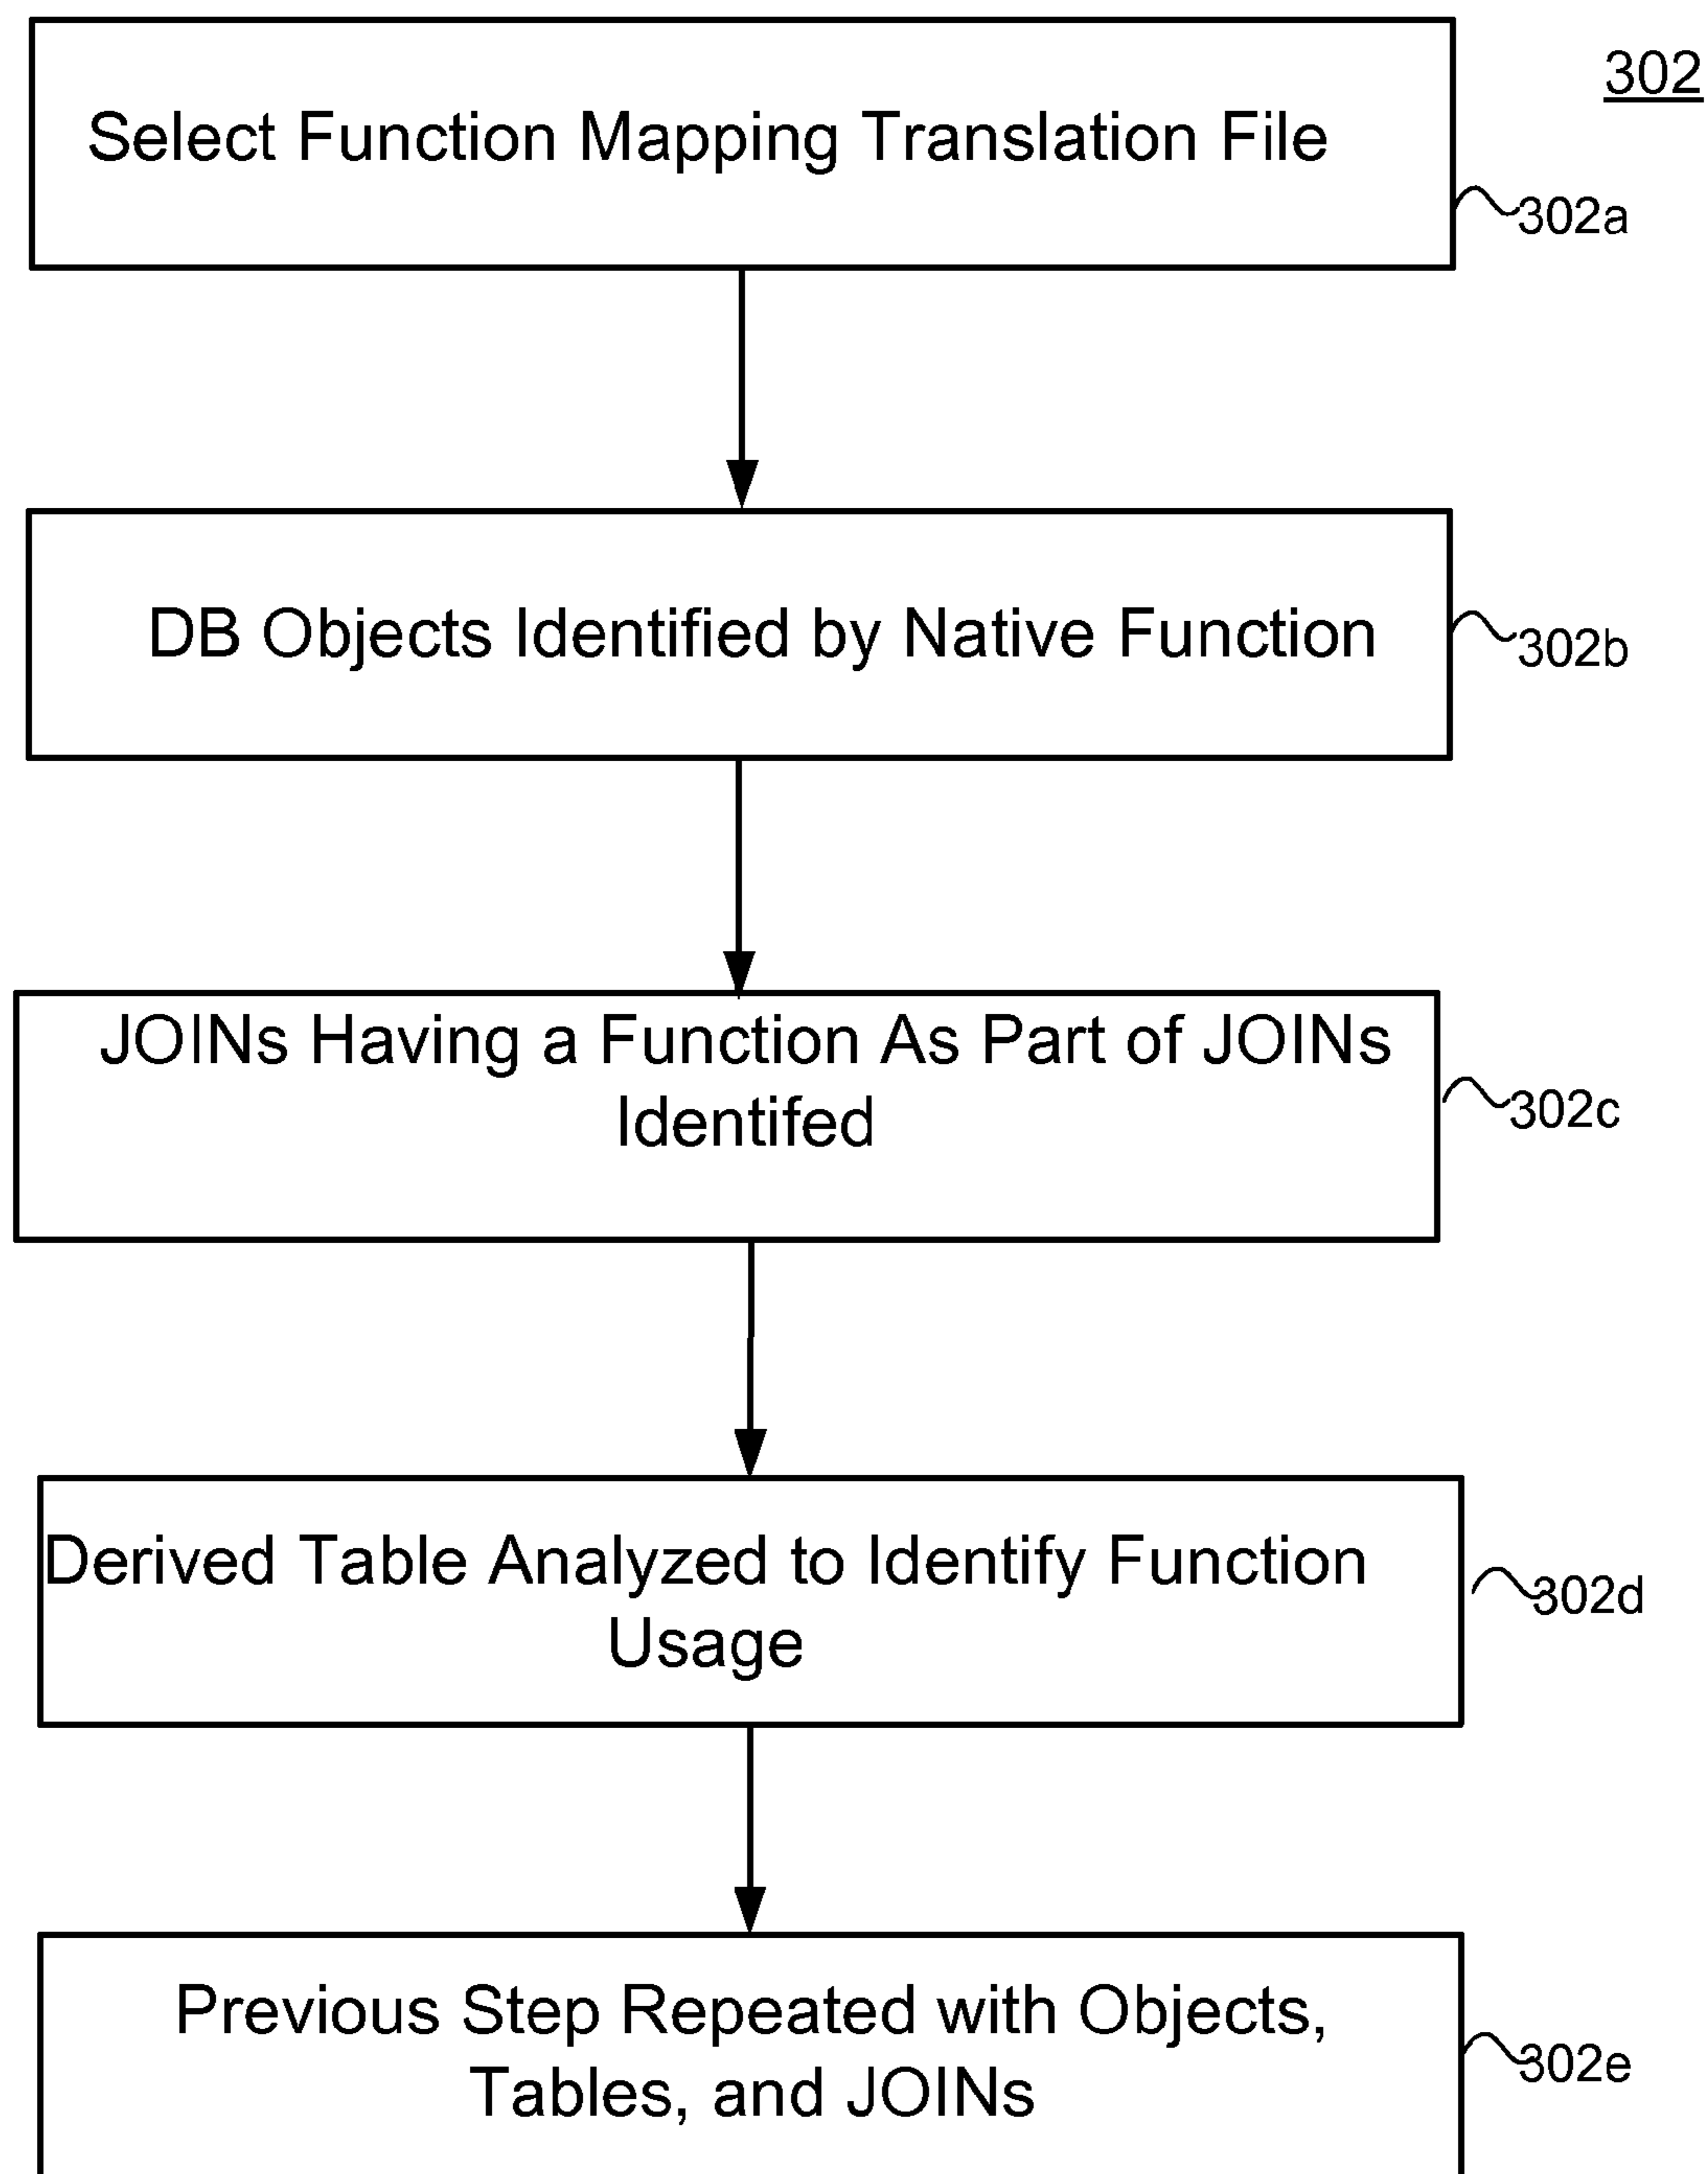 302
Select Function Mapping Translation File
302a
DB Objects Identified by Native Function
302b
JOINs Having a Function As Part of JOINs
Identifed
302c
Derived Table Analyzed to Identify Function
Usage
302d
Previous Step Repeated with Objects,
Tables, and JOINs
302e